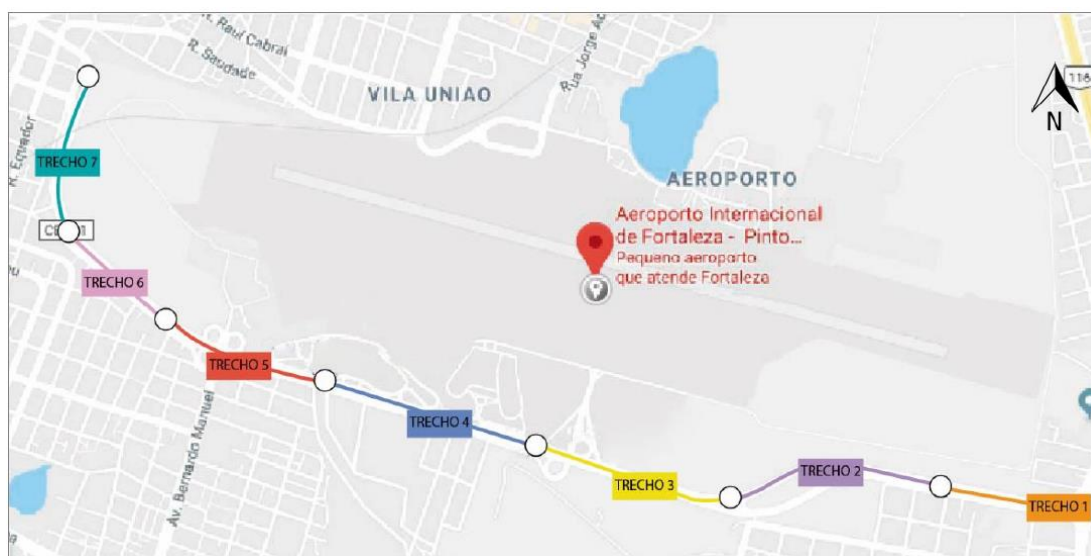 R. Raul Cabral
R. Saudade
Rua Jorge Ac
116
VILA UNIAO
N
R. Equador
TRECHO 7
AEROPORTO
Aeroporto Internacional
de Fortaleza - Pinto...
Pequeno aeroporto
que atende Fortaleza
TRECHO 6
TRECHO 5
Av. Bernardo Manuel
TRECHO 4
TRECHO 3
TRECHO 2
TRECHO 1